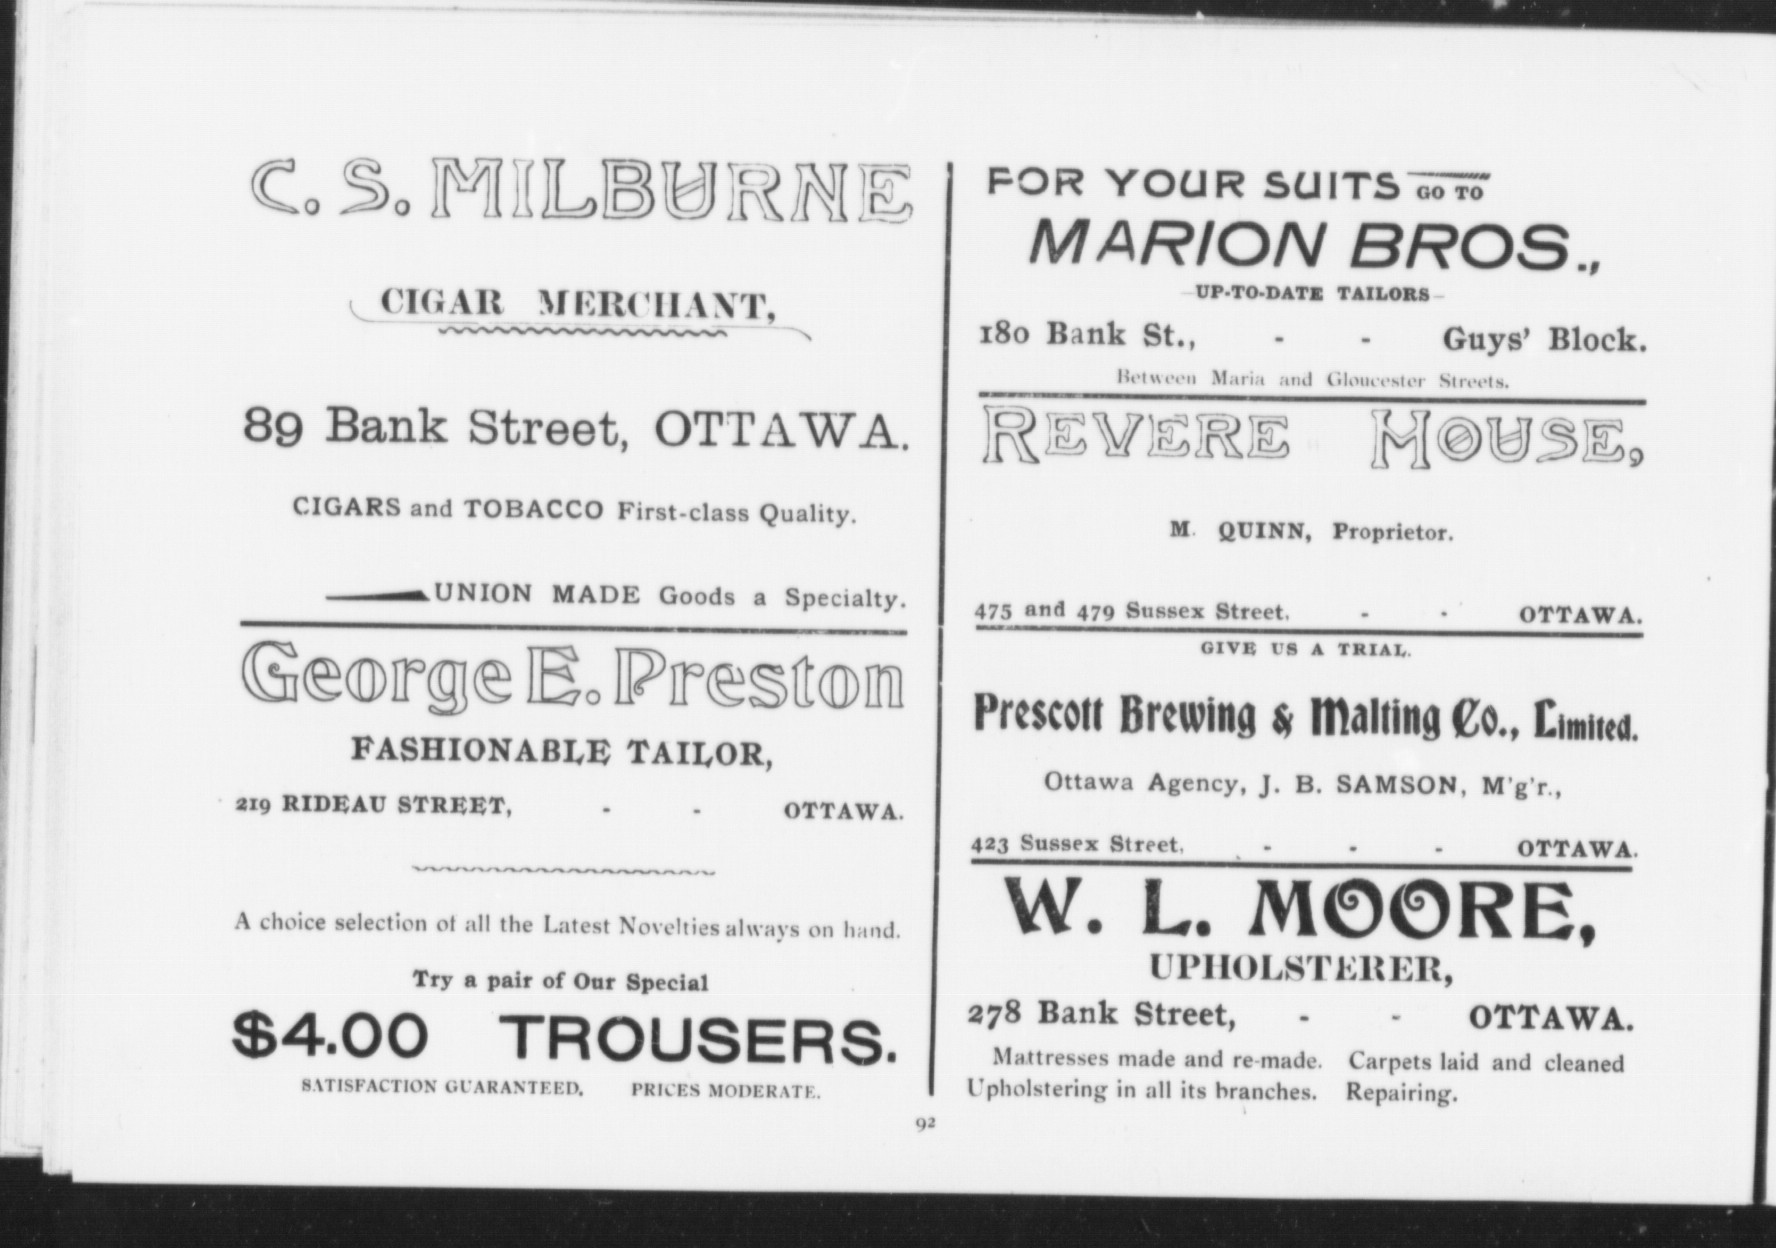 C. S. MILBURNE
CIGAR MERCHANT,
89 Bank Street, OTTAWA.
CIGARS and TOBACCO First-class Quality.
UNION MADE Goods a Specialty.
George E. Preston
FASHIONABLE TAILOR,
219 RIDEAU STREET, - - OTTAWA.
A choice selection of all the Latest Novelties always on hand.
Try a pair of Our Special
$4.00 TROUSERS.
SATISFACTION GUARANTEED. PRICES MODERATE.
FOR YOUR SUITS GO TO
MARION BROS.,
-UP-TO-DATE TAILORS-
180 Bank St., - - Guys' Block.
Between Maria and Gloucester Streets.
REVERE HOUSE,
M. QUINN, Proprietor.
475 and 479 Sussex Street. - - OTTAWA.
GIVE US A TRIAL.
Prescott Brewing & Malting Co., Limited.
Ottawa Agency, J. B. SAMSON, M'g'r.,
423 Sussex Street. - - - OTTAWA.
W. L. MOORE,
UPHOLSTERER,
278 Bank Street, - - OTTAWA.
Mattresses made and re-made. Carpets laid and cleaned
Upholstering in all its branches. Repairing.
92